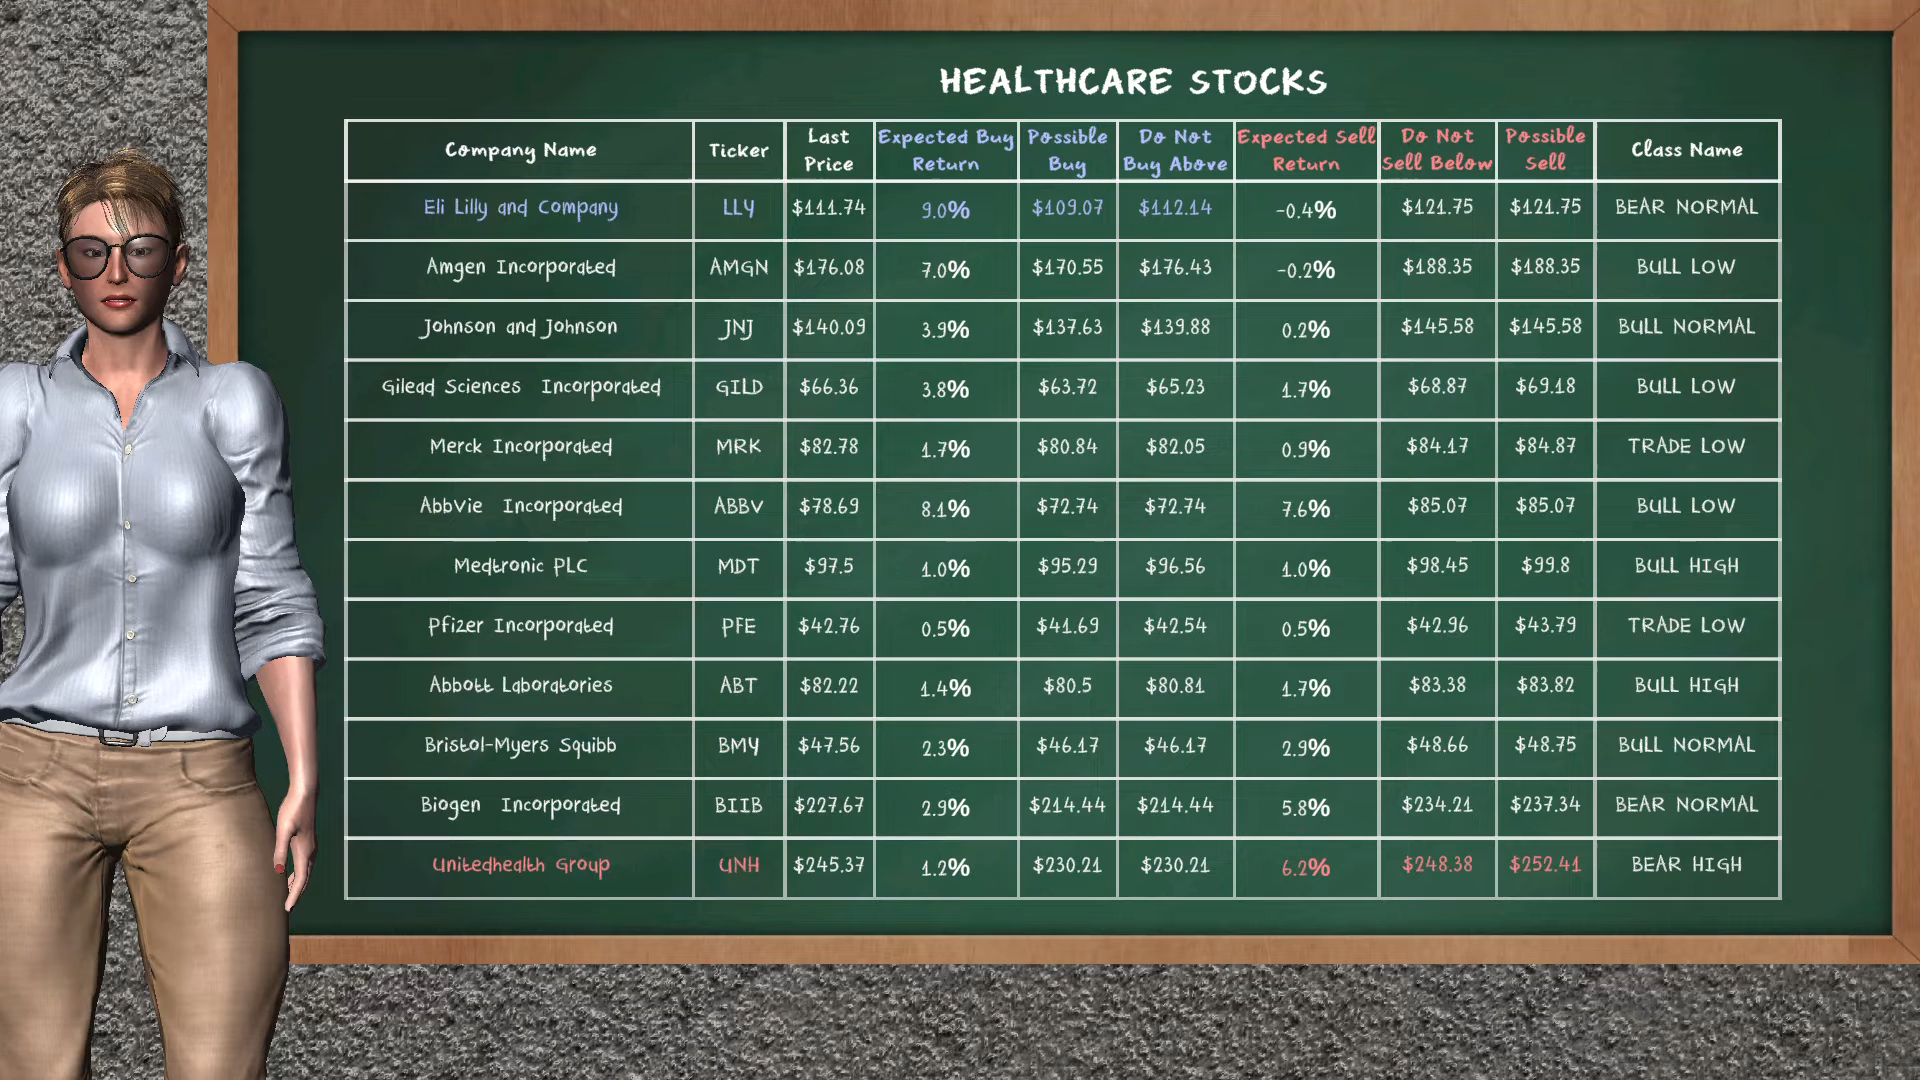 HEALTHCARE STOCKS
Company Name Ticker Last Price Expected Buy Return Possible Buy Do Not Buy Above Expected Sell Return Do Not Sell Below Possible Sell Class Name
Eli Lilly and Company LLY $111.74 9.0% $109.07 $112.14 -0.4% $121.75 $121.75 BEAR NORMAL
Amgen Incorporated AMGN $176.08 7.0% $170.55 $176.43 -0.2% $188.35 $188.35 BULL LOW
Johnson and Johnson JNJ $140.09 3.9% $137.63 $139.88 0.2% $145.58 $145.58 BULL NORMAL
Gilead Sciences Incorporated GILD $66.36 3.8% $63.72 $65.23 1.7% $68.87 $69.18 BULL LOW
Merck Incorporated MRK $82.78 1.7% $80.84 $82.05 0.9% $84.17 $84.87 TRADE LOW
AbbVie Incorporated ABBV $78.69 8.1% $72.74 $72.74 7.6% $85.07 $85.07 BULL LOW
Medtronic PLC MDT $97.5 1.0% $95.29 $96.56 1.0% $98.45 $99.8 BULL HIGH
Pfizer Incorporated PFE $42.76 0.5% $41.69 $42.54 0.5% $42.96 $43.79 TRADE LOW
Abbott Laboratories ABT $82.22 1.4% $80.5 $80.81 1.7% $83.38 $83.82 BULL HIGH
Bristol-Myers Squibb BMY $47.56 2.3% $46.17 $46.17 2.9% $48.66 $48.75 BULL NORMAL
Biogen Incorporated BIIB $227.67 2.9% $214.44 $214.44 5.8% $234.21 $237.34 BEAR NORMAL
Unitedhealth Group UNH $245.37 1.2% $230.21 $230.21 6.2% $248.38 $252.41 BEAR HIGH